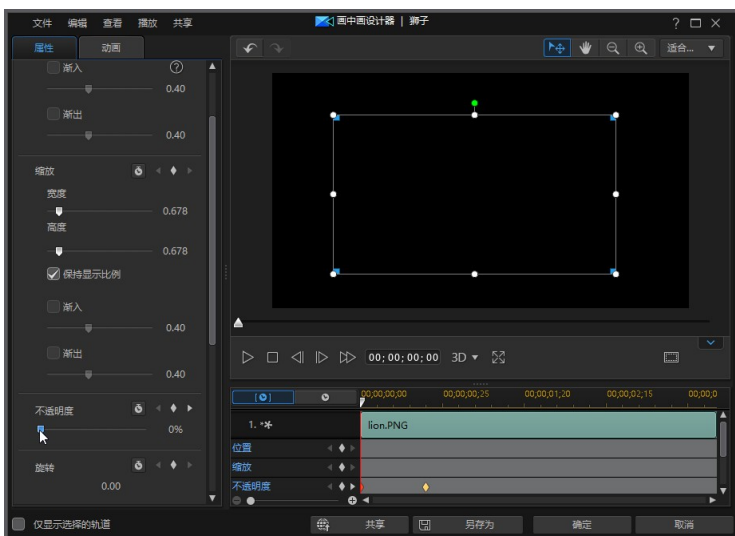 文件 编辑 查看 播放 共享 画中画设计器 | 狮子 ?
属性 动画
适合...
渐入 ?
0.40
渐出
0.40
缩放
宽度
0.678
高度
0.678
保持显示比例
渐入
0.40
渐出
0.40
00;00;00;00 3D
不透明度
0%
旋转
0.00
00;00;00;00 00;00;00;25 00;00;01;20 00;00;02;15 00;00;0
1. lion.PNG
位置
缩放
不透明度
仅显示选择的轨道 共享 另存为 确定 取消